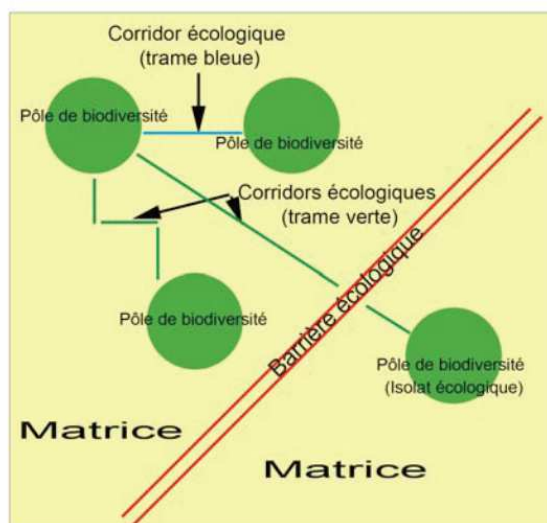 Corridor écologique
(trame bleue)
Pôle de biodiversité
Pôle de biodiversité
Corridors écologiques
(trame verte)
Barrière écologique
Pôle de biodiversité
Pôle de biodiversité
(Isolat écologique)
Matrice
Matrice